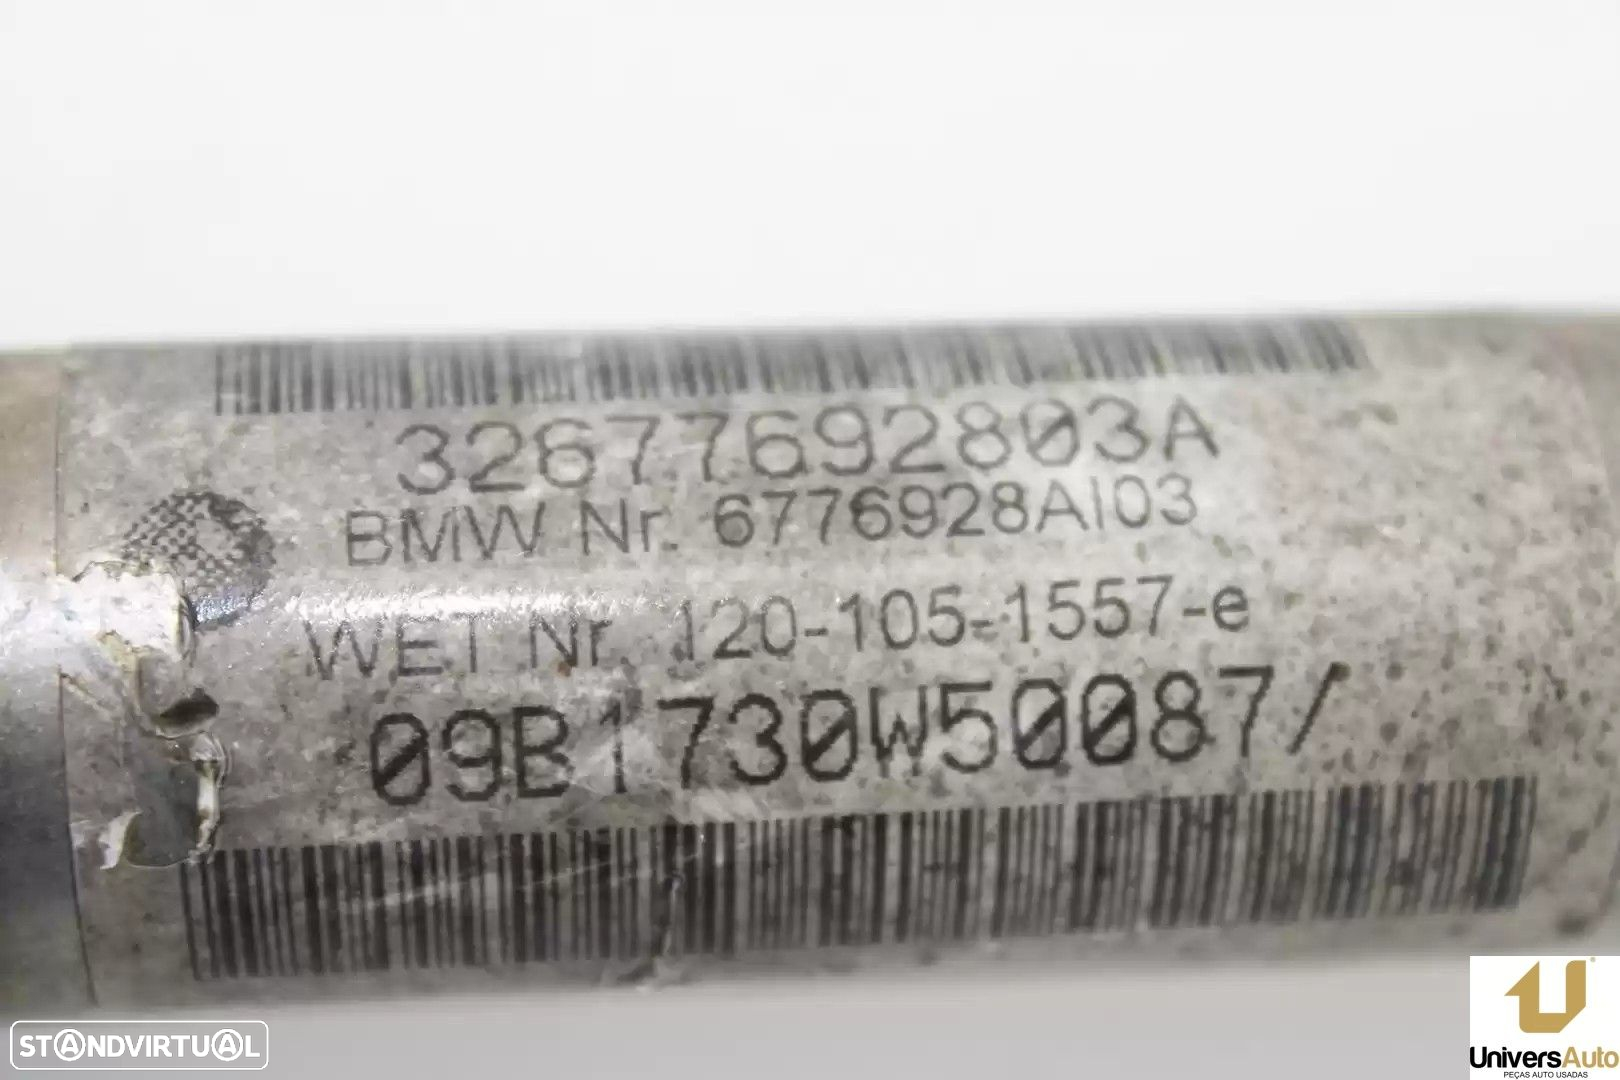 32677692803A
BMW Nr. 6776928AI03
WET Nr. 120-105-1557-e
09B1730W50087/
STANDVIRTUAL
UniversAuto
PEÇAS AUTO USADAS